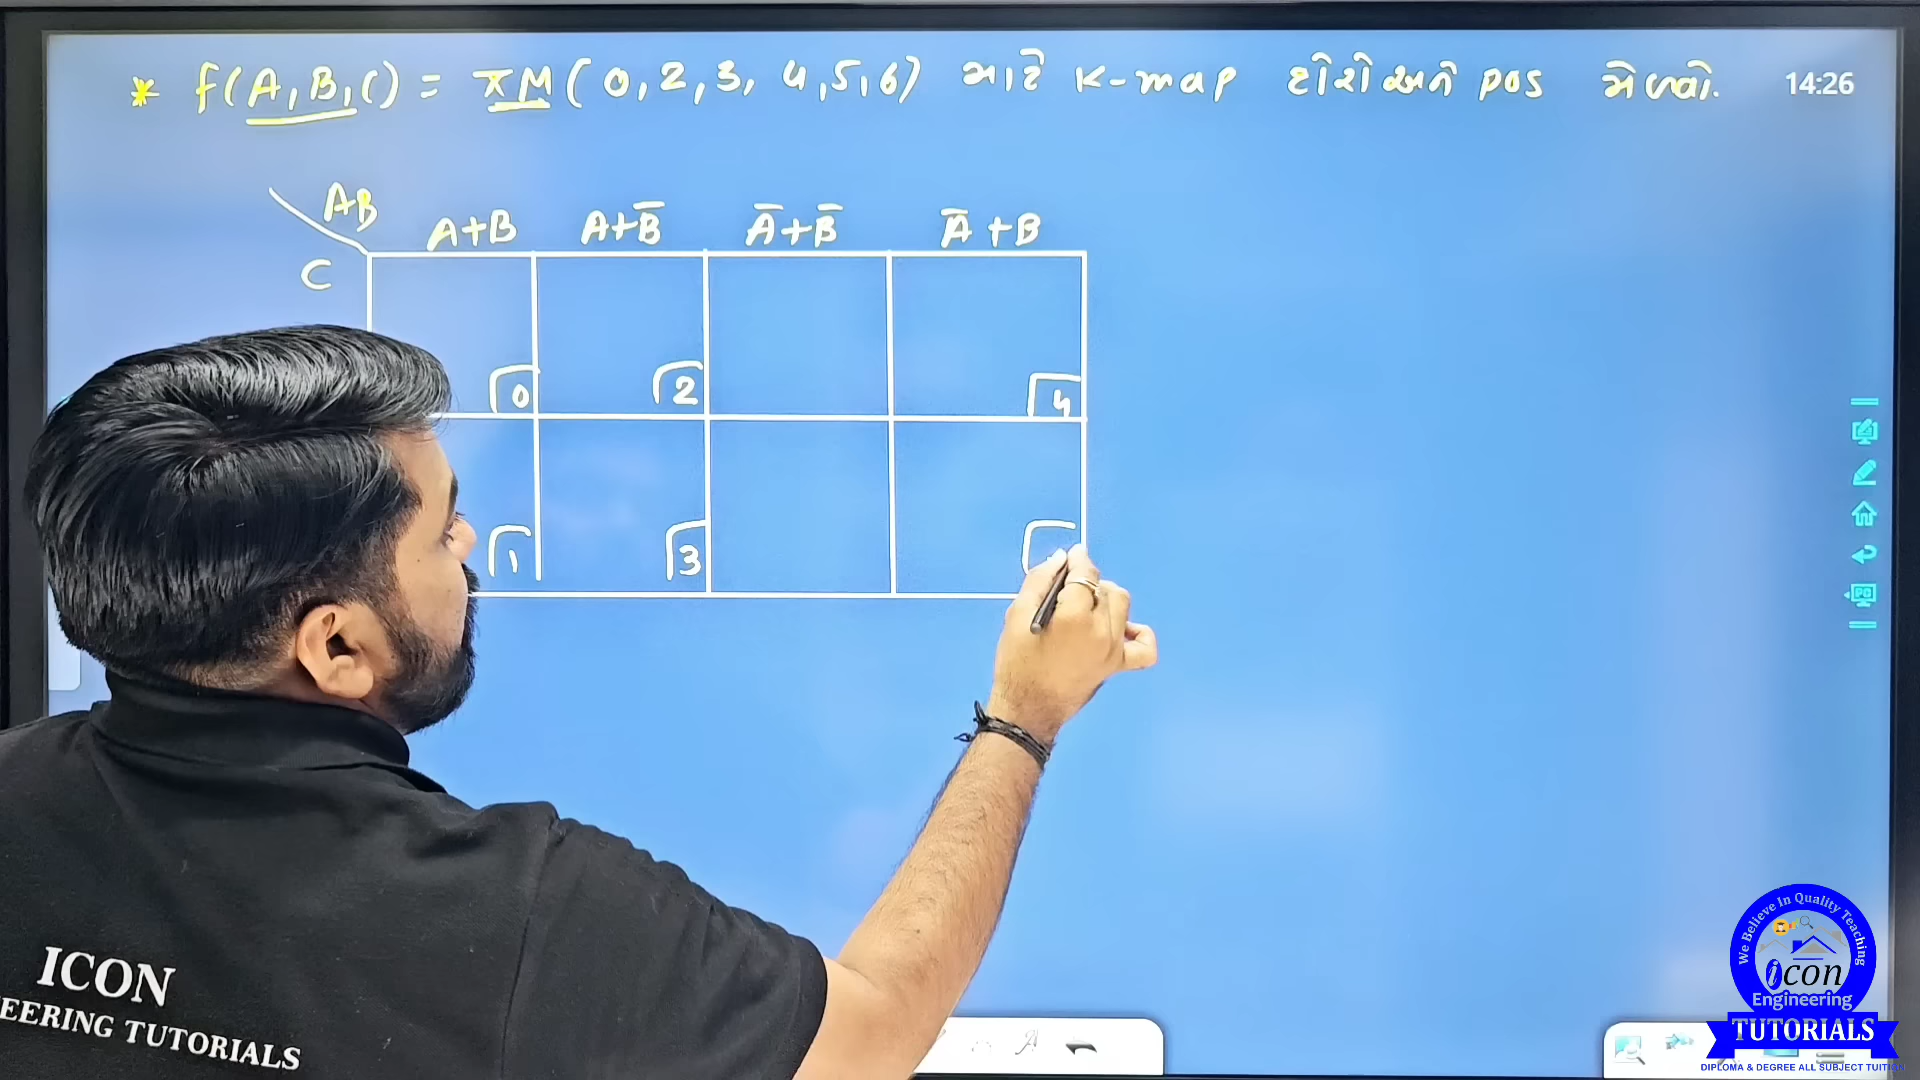 * f(A,B,C) = πM(0,2,3, 4,5,6) માટે K-map દોરો અને POS મેળવો.
14:26
AB
A+B A+B̅ A̅+B̅ A̅+B
C
0 2 4
1 3
ICON
EERING TUTORIALS
We Believe In Quality Teaching
icon
Engineering
TUTORIALS
DIPLOMA & DEGREE ALL SUBJECT TUITION